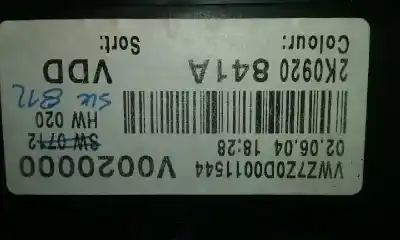 VWZ7Z0D0011544 V0020000
02.06.04 18:28 SW 0712
HW 020
2K0920 841A VDD
Colour: Sort: